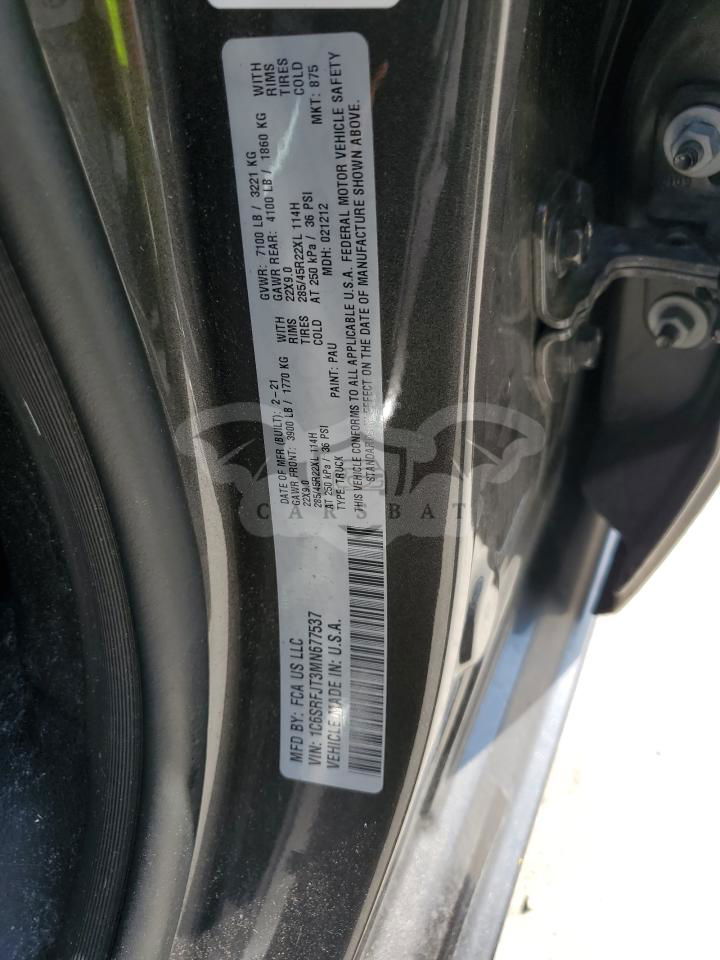 MFD BY: FCA US LLC
DATE OF MFR (BUILT): 2-21
GVWR: 7100 LB / 3221 KG
GAWR FRONT: 3900 LB / 1770 KG WITH
GAWR REAR: 4100 LB / 1860 KG WITH
22X9.0 RIMS
22X9.0 RIMS
285/45R22XL 114H TIRES
285/45R22XL 114H TIRES
AT 250 kPa / 36 PSI COLD
AT 250 kPa / 36 PSI COLD
VIN: 1C6SRFJT3MN677537
TYPE: TRUCK
PAINT: PAU
MDH: 021212
MKT: 875
VEHICLE MADE IN: U.S.A.
THIS VEHICLE CONFORMS TO ALL APPLICABLE U.S.A. FEDERAL MOTOR VEHICLE SAFETY
STANDARDS IN EFFECT ON THE DATE OF MANUFACTURE SHOWN ABOVE.
CARSBAT